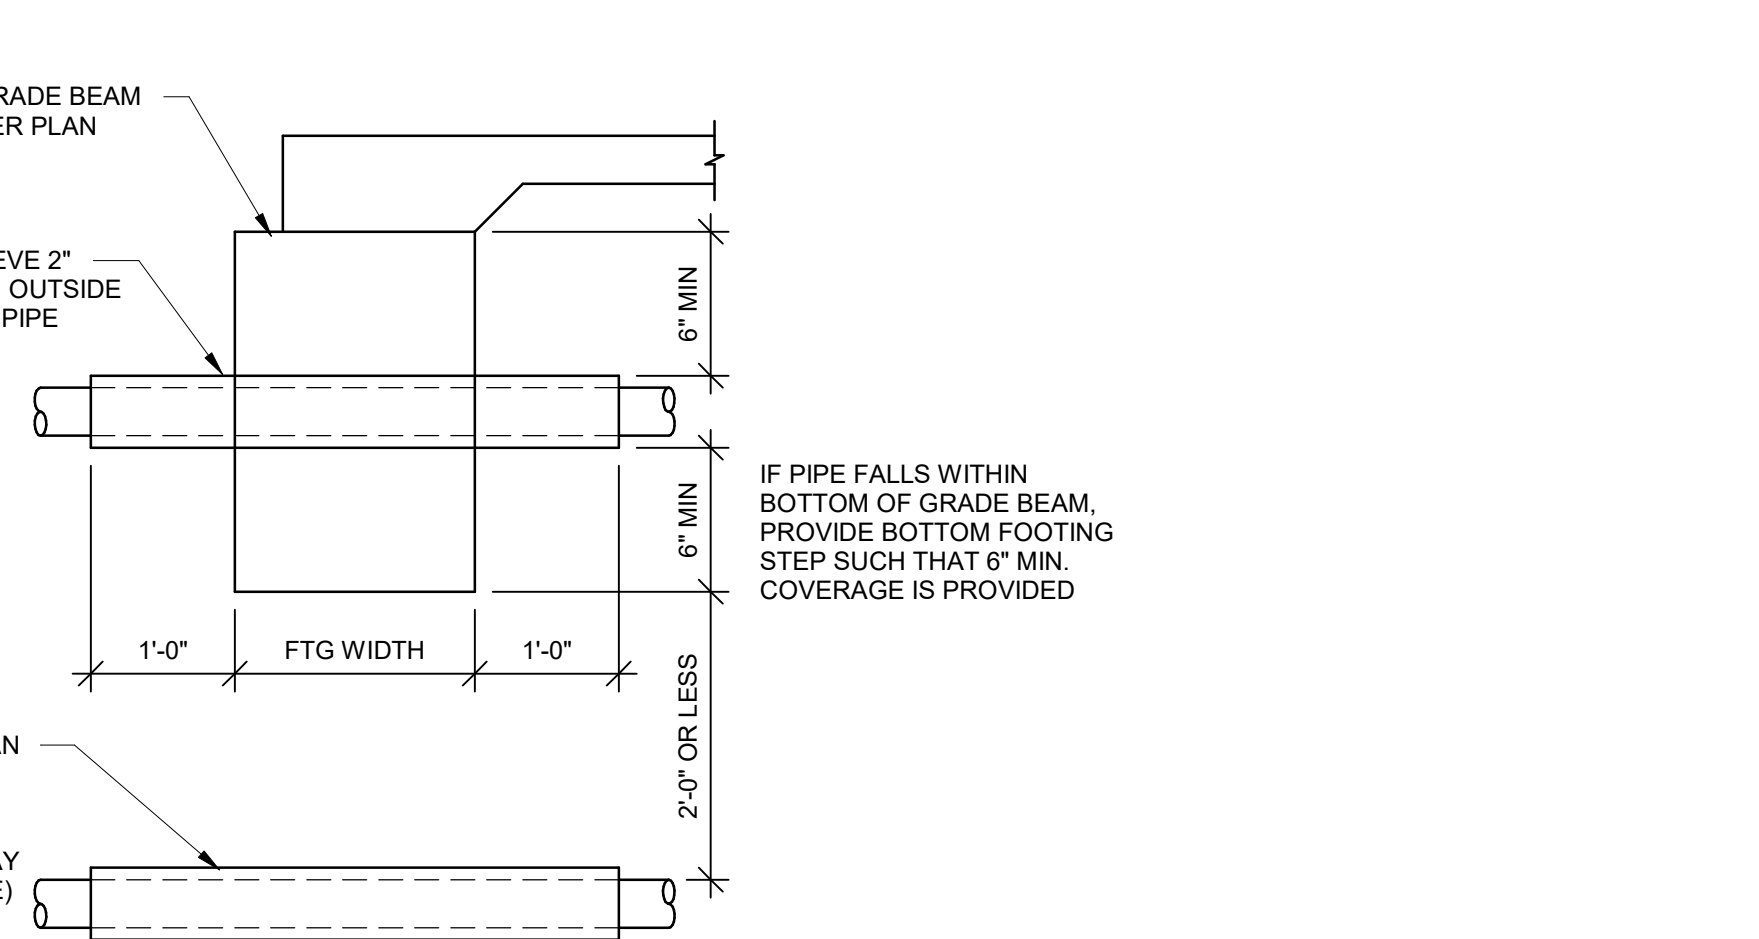 RADE BEAM
ER PLAN
EVE 2"
OUTSIDE
PIPE
6" MIN
6" MIN
IF PIPE FALLS WITHIN
BOTTOM OF GRADE BEAM,
PROVIDE BOTTOM FOOTING
STEP SUCH THAT 6" MIN.
COVERAGE IS PROVIDED
1'-0"
FTG WIDTH
1'-0"
2'-0" OR LESS
AN
AY
E)